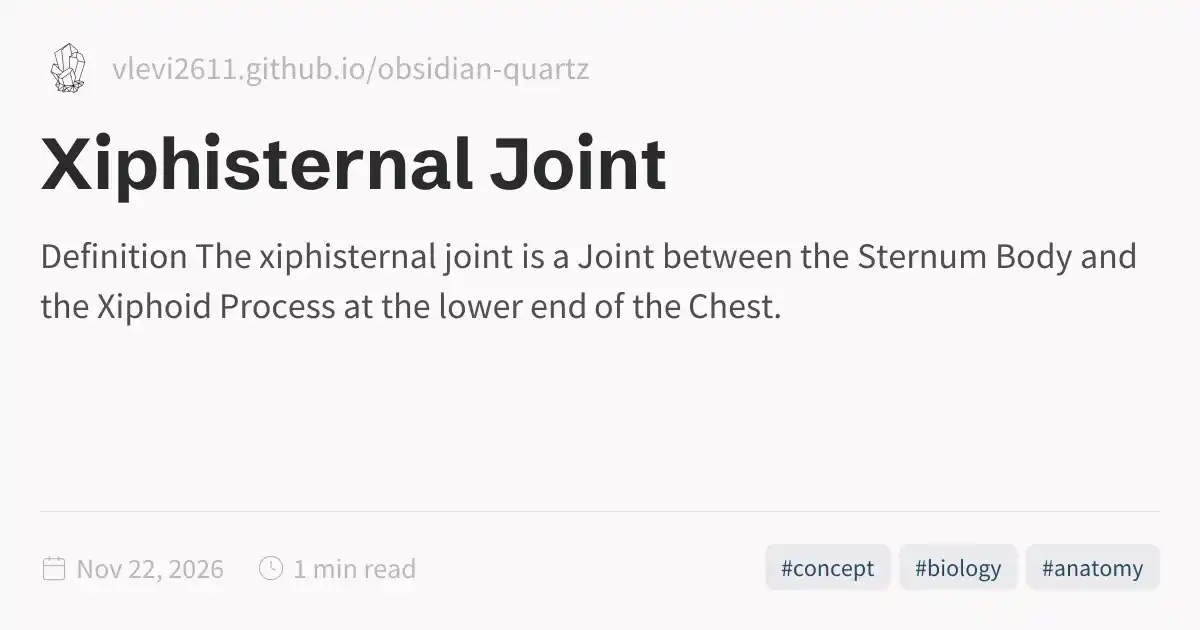 vlevi2611.github.io/obsidian-quartz
Xiphisternal Joint
Definition The xiphisternal joint is a Joint between the Sternum Body and
the Xiphoid Process at the lower end of the Chest.
Nov 22, 2026 1 min read #concept #biology #anatomy